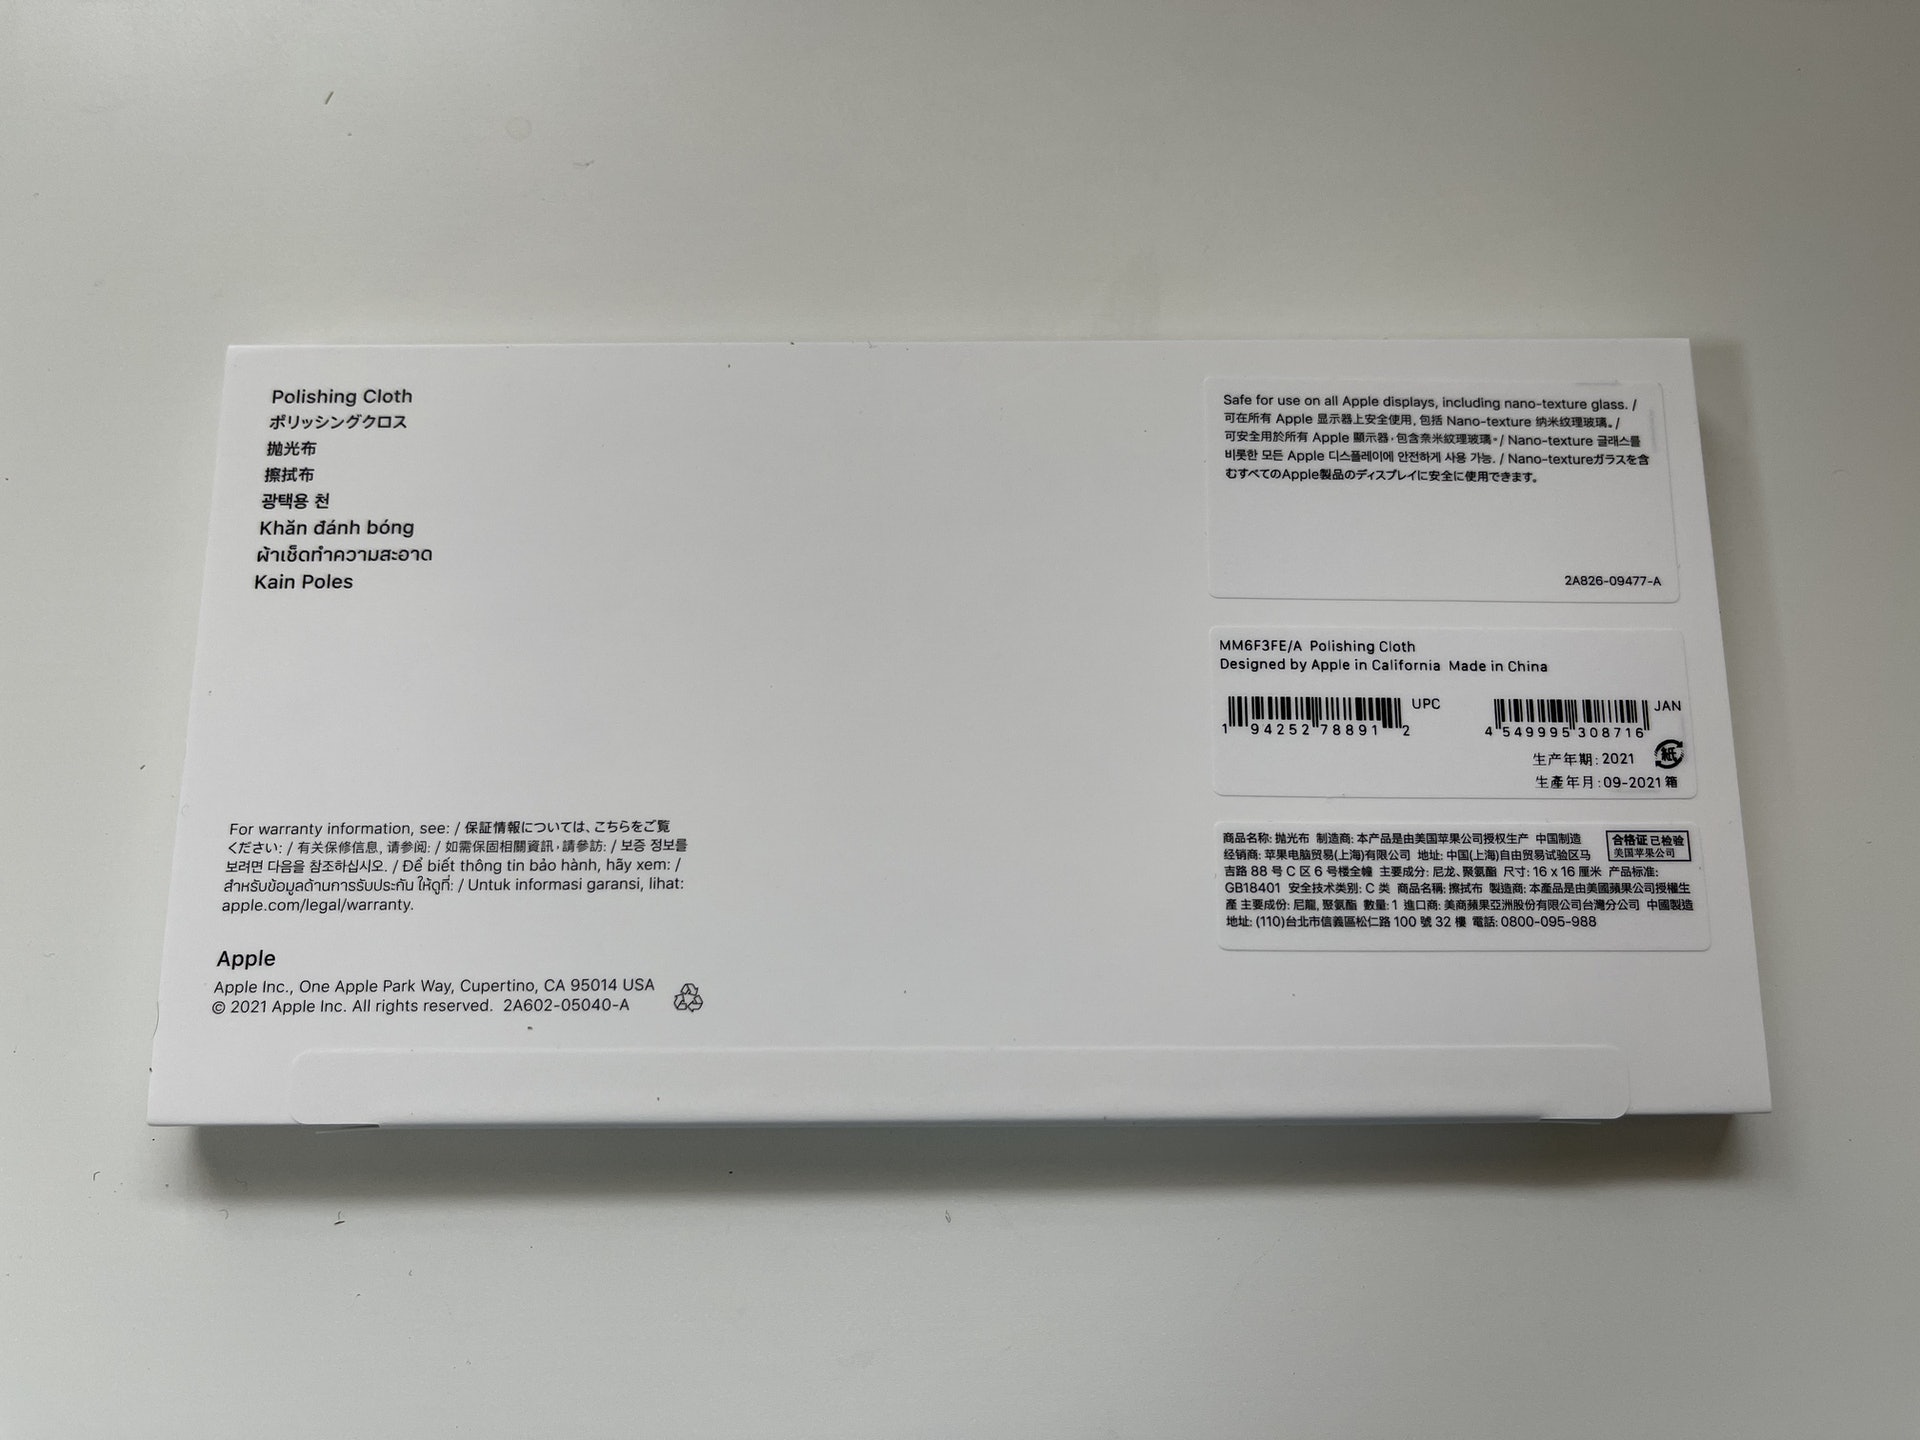 Polishing Cloth
ポリッシングクロス
抛光布
擦拭布
광택용 천
Khăn đánh bóng
ผ้าเช็ดทำความสะอาด
Kain Poles
For warranty information, see: / 保証情報については、こちらをご覧
ください: / 有关保修信息, 请参阅: / 如需保固相關資訊，請參訪: / 보증 정보를
보려면 다음을 참조하십시오. / Để biết thông tin bảo hành, hãy xem: /
สำหรับข้อมูลด้านการรับประกัน ให้ดูที่: / Untuk informasi garansi, lihat:
apple.com/legal/warranty.
Apple
Apple Inc., One Apple Park Way, Cupertino, CA 95014 USA
© 2021 Apple Inc. All rights reserved. 2A602-05040-A
Safe for use on all Apple displays, including nano-texture glass. /
可在所有 Apple 显示器上安全使用, 包括 Nano-texture 纳米纹理玻璃。/
可安全用於所有 Apple 顯示器，包含奈米紋理玻璃。/ Nano-texture 글래스를
비롯한 모든 Apple 디스플레이에 안전하게 사용 가능. / Nano-textureガラスを含
むすべてのApple製品のディスプレイに安全に使用できます。
2A826-09477-A
MM6F3FE/A Polishing Cloth
Designed by Apple in California Made in China
UPC
1 94252 78891 2
JAN
4 549995 308716
生产年期: 2021
紙
生產年月: 09-2021 箱
商品名称: 抛光布 制造商: 本产品是由美国苹果公司授权生产 中国制造
合格证 已检验
美国苹果公司
经销商: 苹果电脑贸易(上海)有限公司 地址: 中国(上海)自由贸易试验区马
吉路 88 号 C 区 6 号楼全幢 主要成分: 尼龙、聚氨酯 尺寸: 16 x 16 厘米 产品标准:
GB18401 安全技术类别: C 类 商品名稱: 擦拭布 製造商: 本產品是由美國蘋果公司授權生
產 主要成份: 尼龍, 聚氨酯 數量: 1 進口商: 美商蘋果亞洲股份有限公司台灣分公司 中國製造
地址: (110)台北市信義區松仁路 100 號 32 樓 電話: 0800-095-988